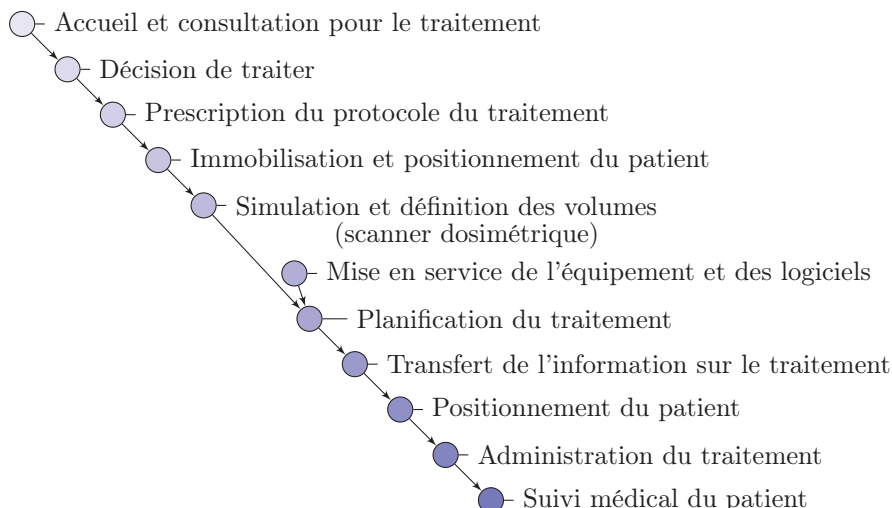 Accueil et consultation pour le traitement
Décision de traiter
Prescription du protocole du traitement
Immobilisation et positionnement du patient
Simulation et définition des volumes
(scanner dosimétrique)
Mise en service de l'équipement et des logiciels
Planification du traitement
Transfert de l'information sur le traitement
Positionnement du patient
Administration du traitement
Suivi médical du patient